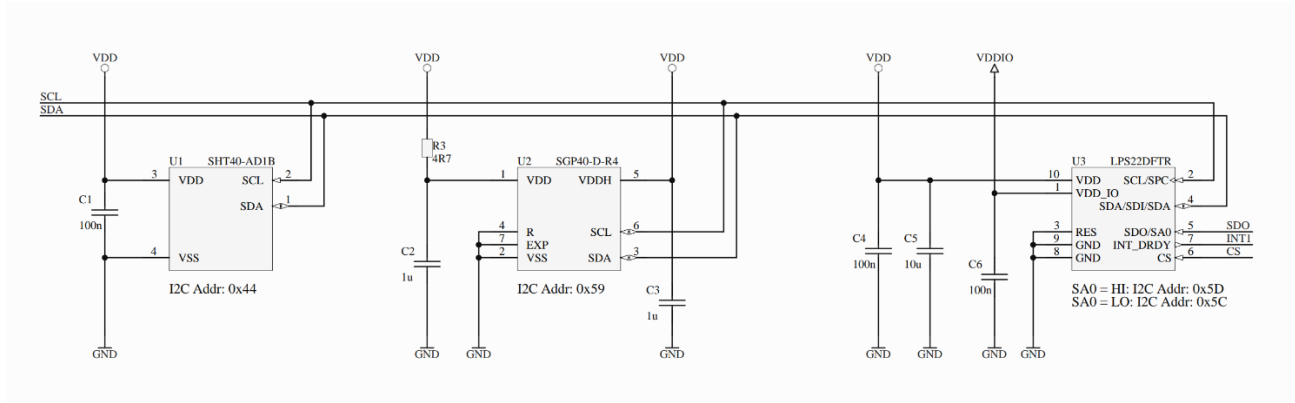 VDD VDD VDD VDD VDDIO
SCL
SDA
R3
4R7
U1 SHT40-AD1B
3 VDD SCL 2
SDA 1
4 VSS
C1
100n
I2C Addr: 0x44
U2 SGP40-D-R4
1 VDD VDDH 5
4 R
7 EXP SCL 6
2 VSS SDA 3
C2
1u
I2C Addr: 0x59
C3
1u
C4
100n
C5
10u
C6
100n
U3 LPS22DFTR
10 VDD SCL/SPC 2
1 VDD_IO
SDA/SDI/SDA 4
3 RES SDO/SA0 5 SDO
9 GND INT_DRDY 7 INT1
8 GND CS 6 CS
SA0 = HI: I2C Addr: 0x5D
SA0 = LO: I2C Addr: 0x5C
GND GND GND GND GND GND GND GND